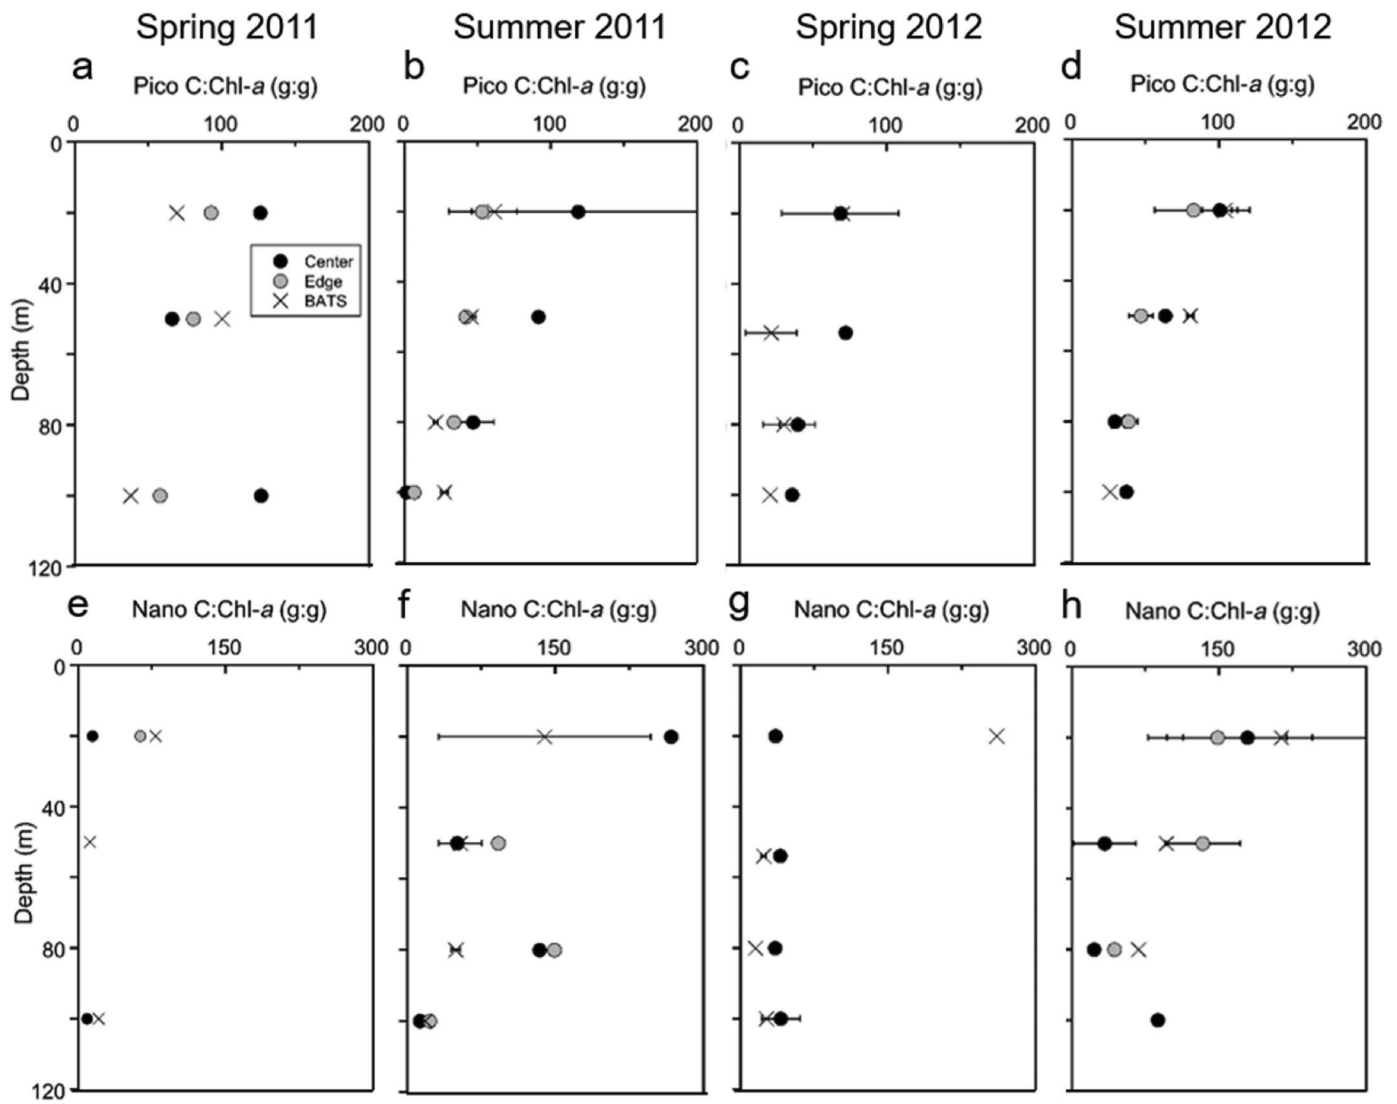 Spring 2011 Summer 2011 Spring 2012 Summer 2012
a b c d
Pico C:Chl-a (g:g) Pico C:Chl-a (g:g) Pico C:Chl-a (g:g) Pico C:Chl-a (g:g)
0 100 200 0 100 200 0 100 200 0 100 200
0
40
80
120
Depth (m)
Center
Edge
BATS
e f g h
Nano C:Chl-a (g:g) Nano C:Chl-a (g:g) Nano C:Chl-a (g:g) Nano C:Chl-a (g:g)
0 150 300 0 150 300 0 150 300 0 150 300
0
40
80
120
Depth (m)